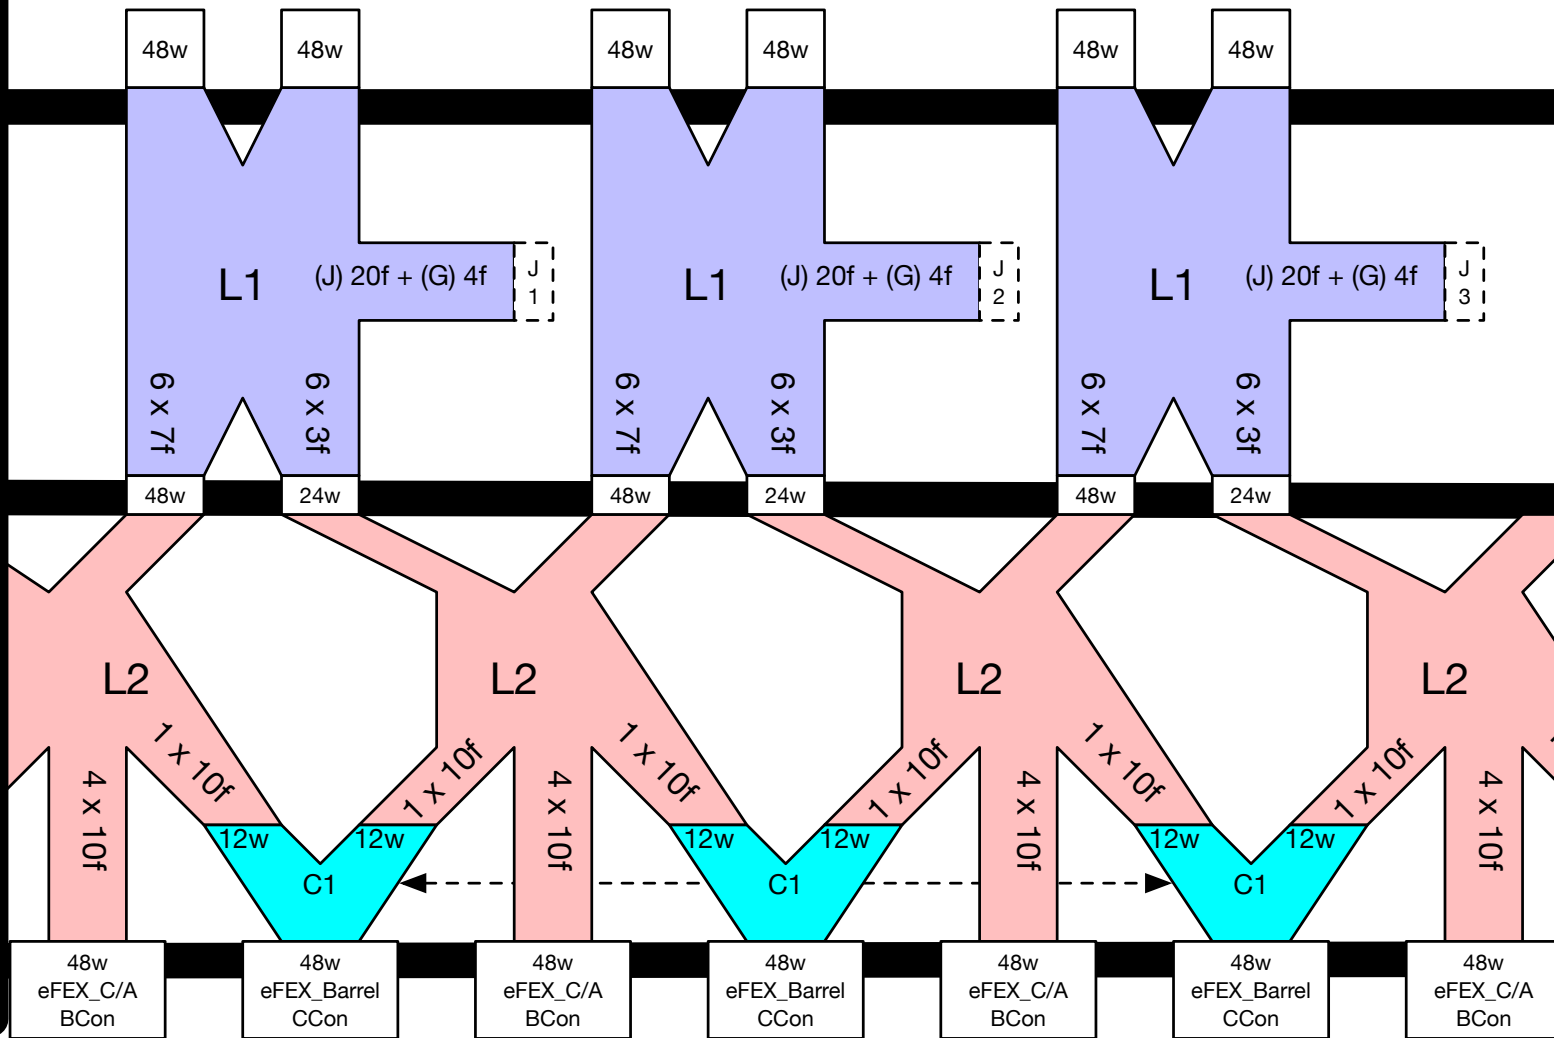 48w 48w 48w 48w 48w 48w
L1 (J) 20f + (G) 4f J 1 L1 (J) 20f + (G) 4f J 2 L1 (J) 20f + (G) 4f J 3
6 x 7f 6 x 3f 6 x 7f 6 x 3f 6 x 7f 6 x 3f
48w 24w 48w 24w 48w 24w
L2 L2 L2 L2
1 x 10f 1 x 10f 1 x 10f 1 x 10f 1 x 10f 1 x 10f
4 x 10f 4 x 10f 4 x 10f 4 x 10f
12w 12w 12w 12w 12w 12w
C1 C1 C1
48w 48w 48w 48w 48w 48w 48w
eFEX_C/A eFEX_Barrel eFEX_C/A eFEX_Barrel eFEX_C/A eFEX_Barrel eFEX_C/A
BCon CCon BCon CCon BCon CCon BCon